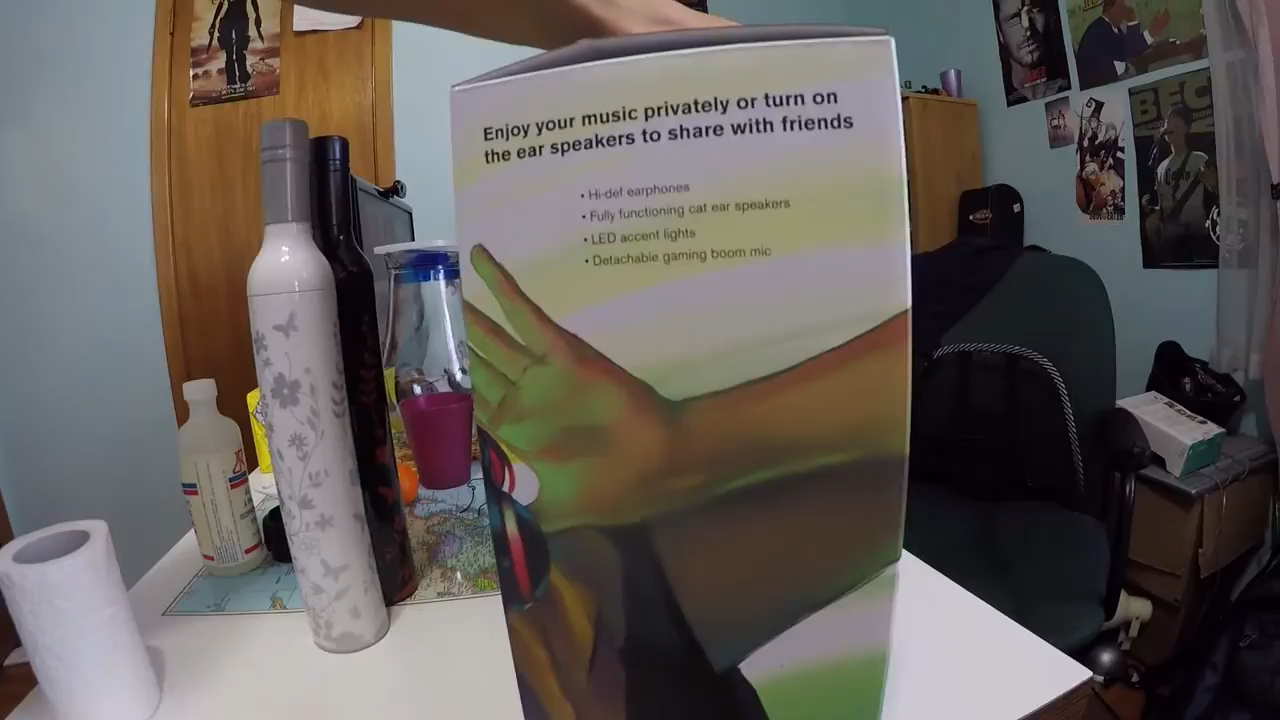 Enjoy your music privately or turn on
the ear speakers to share with friends
• Hi-def earphones
• Fully functioning cat ear speakers
• LED accent lights
• Detachable gaming boom mic
BEC